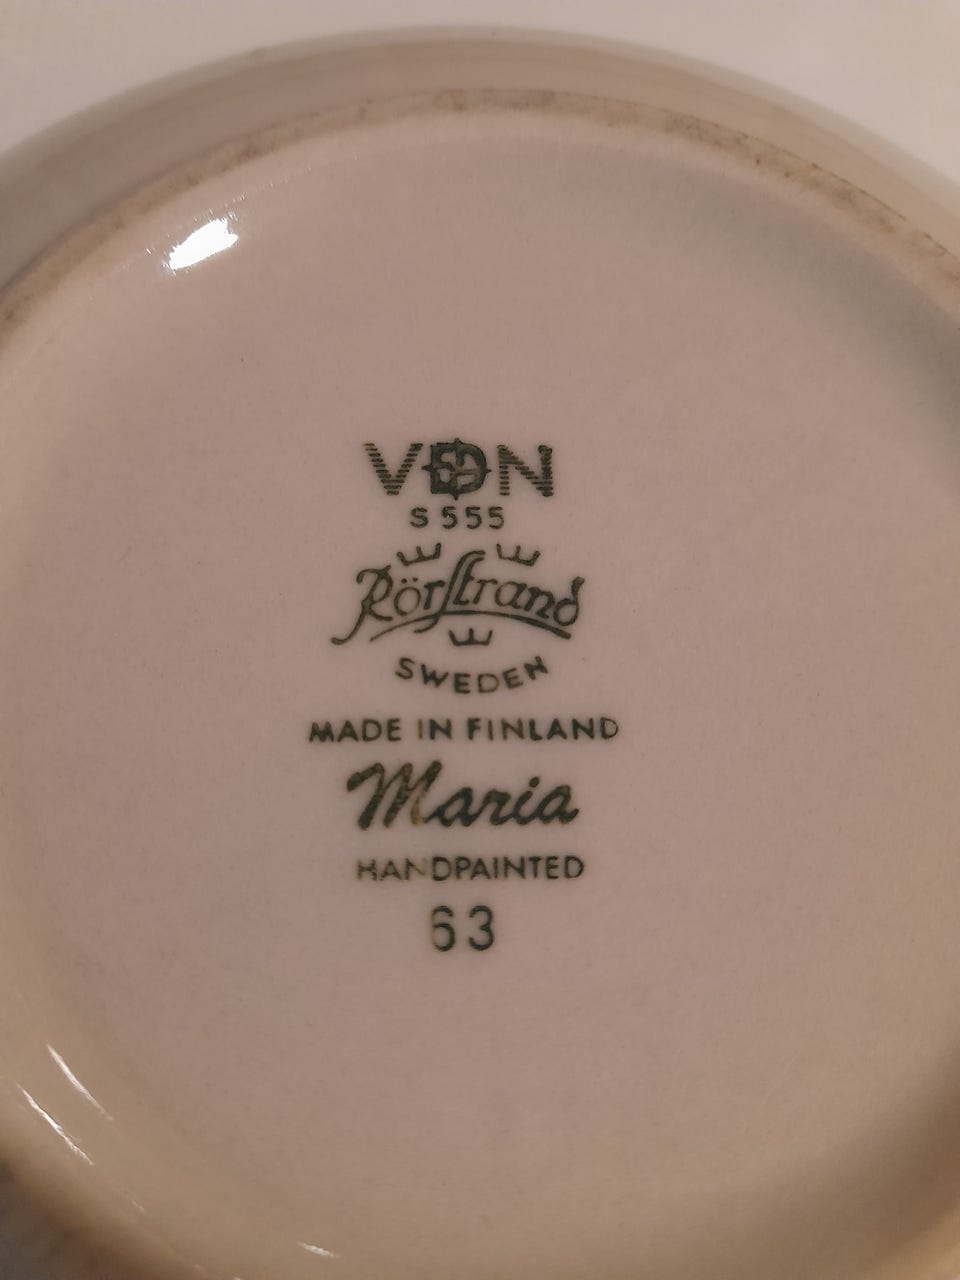 VDN
S 555
Rörstrand
SWEDEN
MADE IN FINLAND
Maria
HANDPAINTED
63